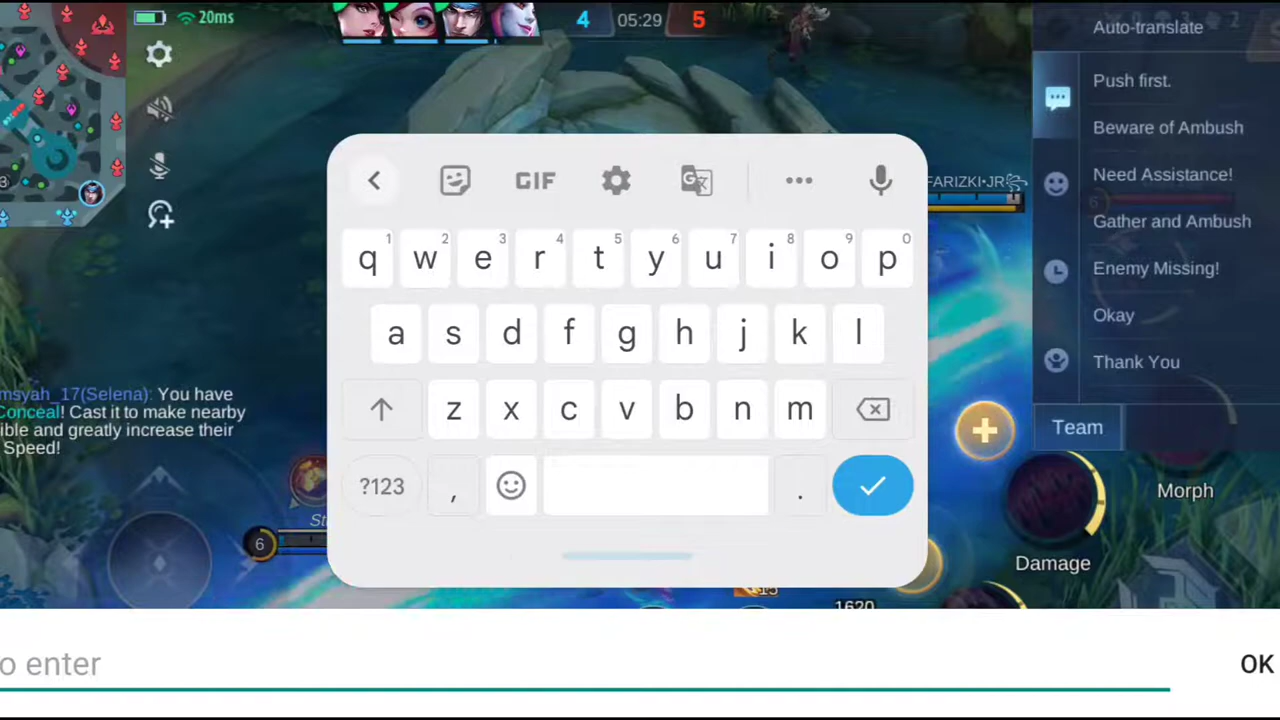 20ms
4 05:29 5
Auto-translate
Push first.
Beware of Ambush
Need Assistance!
Gather and Ambush
Enemy Missing!
Okay
Thank You
Team
FARIZKI•JR
GIF
q 1 w 2 e 3 r 4 t 5 y 6 u 7 i 8 o 9 p 0
a s d f g h j k l
z x c v b n m
?123 , .
msyah_17(Selena): You have
Conceal! Cast it to make nearby
ible and greatly increase their
Speed!
6
Morph
Damage
1620
o enter
OK